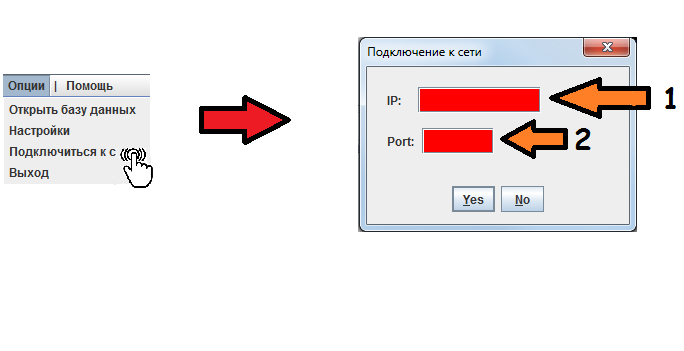 Опции | Помощь
Открыть базу данных
Настройки
Подключиться к с
Выход
Подключение к сети
IP:
1
Port:
2
Yes No